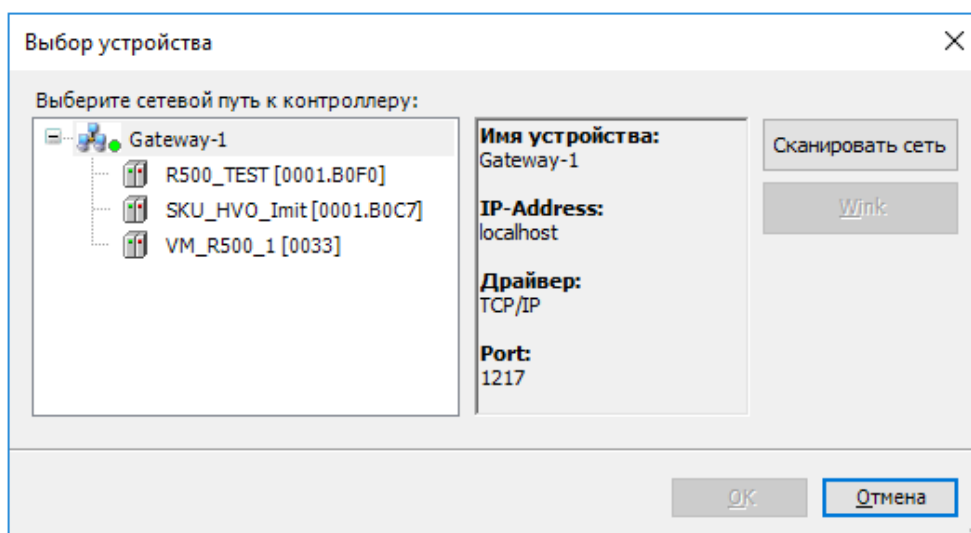 Выбор устройства
Выберите сетевой путь к контроллеру:
Gateway-1
R500_TEST [0001.B0F0]
SKU_HVO_Imit [0001.B0C7]
VM_R500_1 [0033]
Имя устройства:
Gateway-1
IP-Address:
localhost
Драйвер:
TCP/IP
Port:
1217
Сканировать сеть
Wink
OK
Отмена